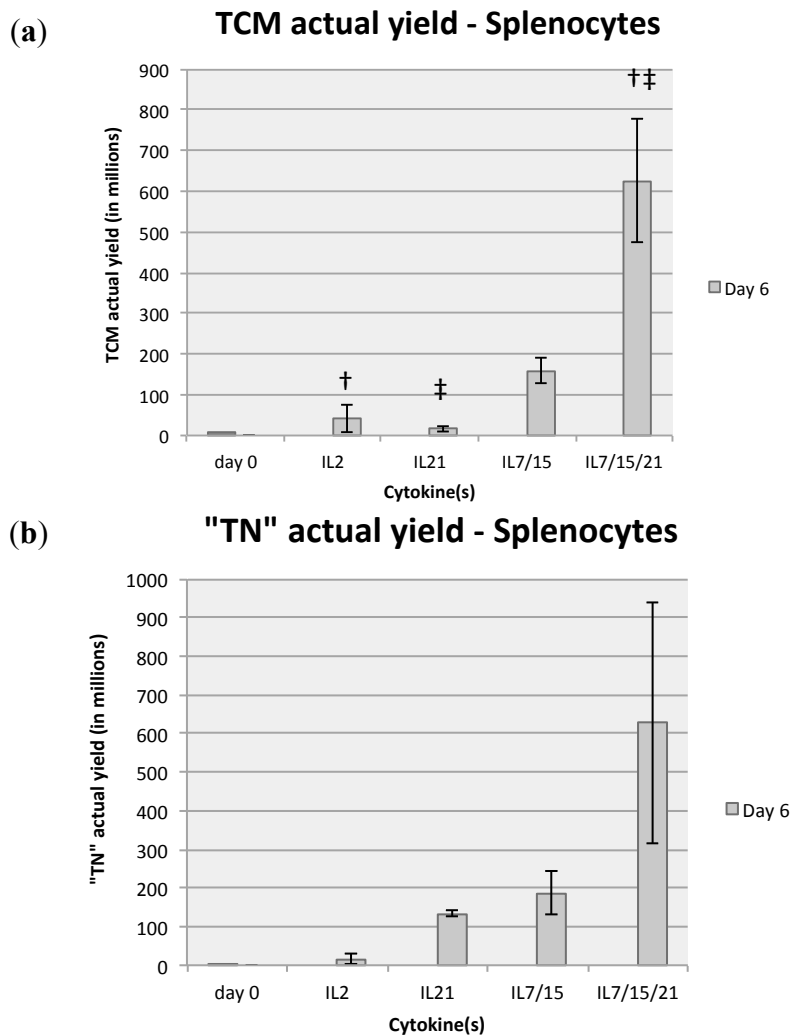 (a)
TCM actual yield - Splenocytes
TCM actual yield (in millions)
900
800
700
600
500
400
300
200
100
0
†‡
†
‡
day 0 IL2 IL21 IL7/15 IL7/15/21
Cytokine(s)
Day 6
(b)
"TN" actual yield - Splenocytes
"TN" actual yield (in millions)
1000
900
800
700
600
500
400
300
200
100
0
day 0 IL2 IL21 IL7/15 IL7/15/21
Cytokine(s)
Day 6